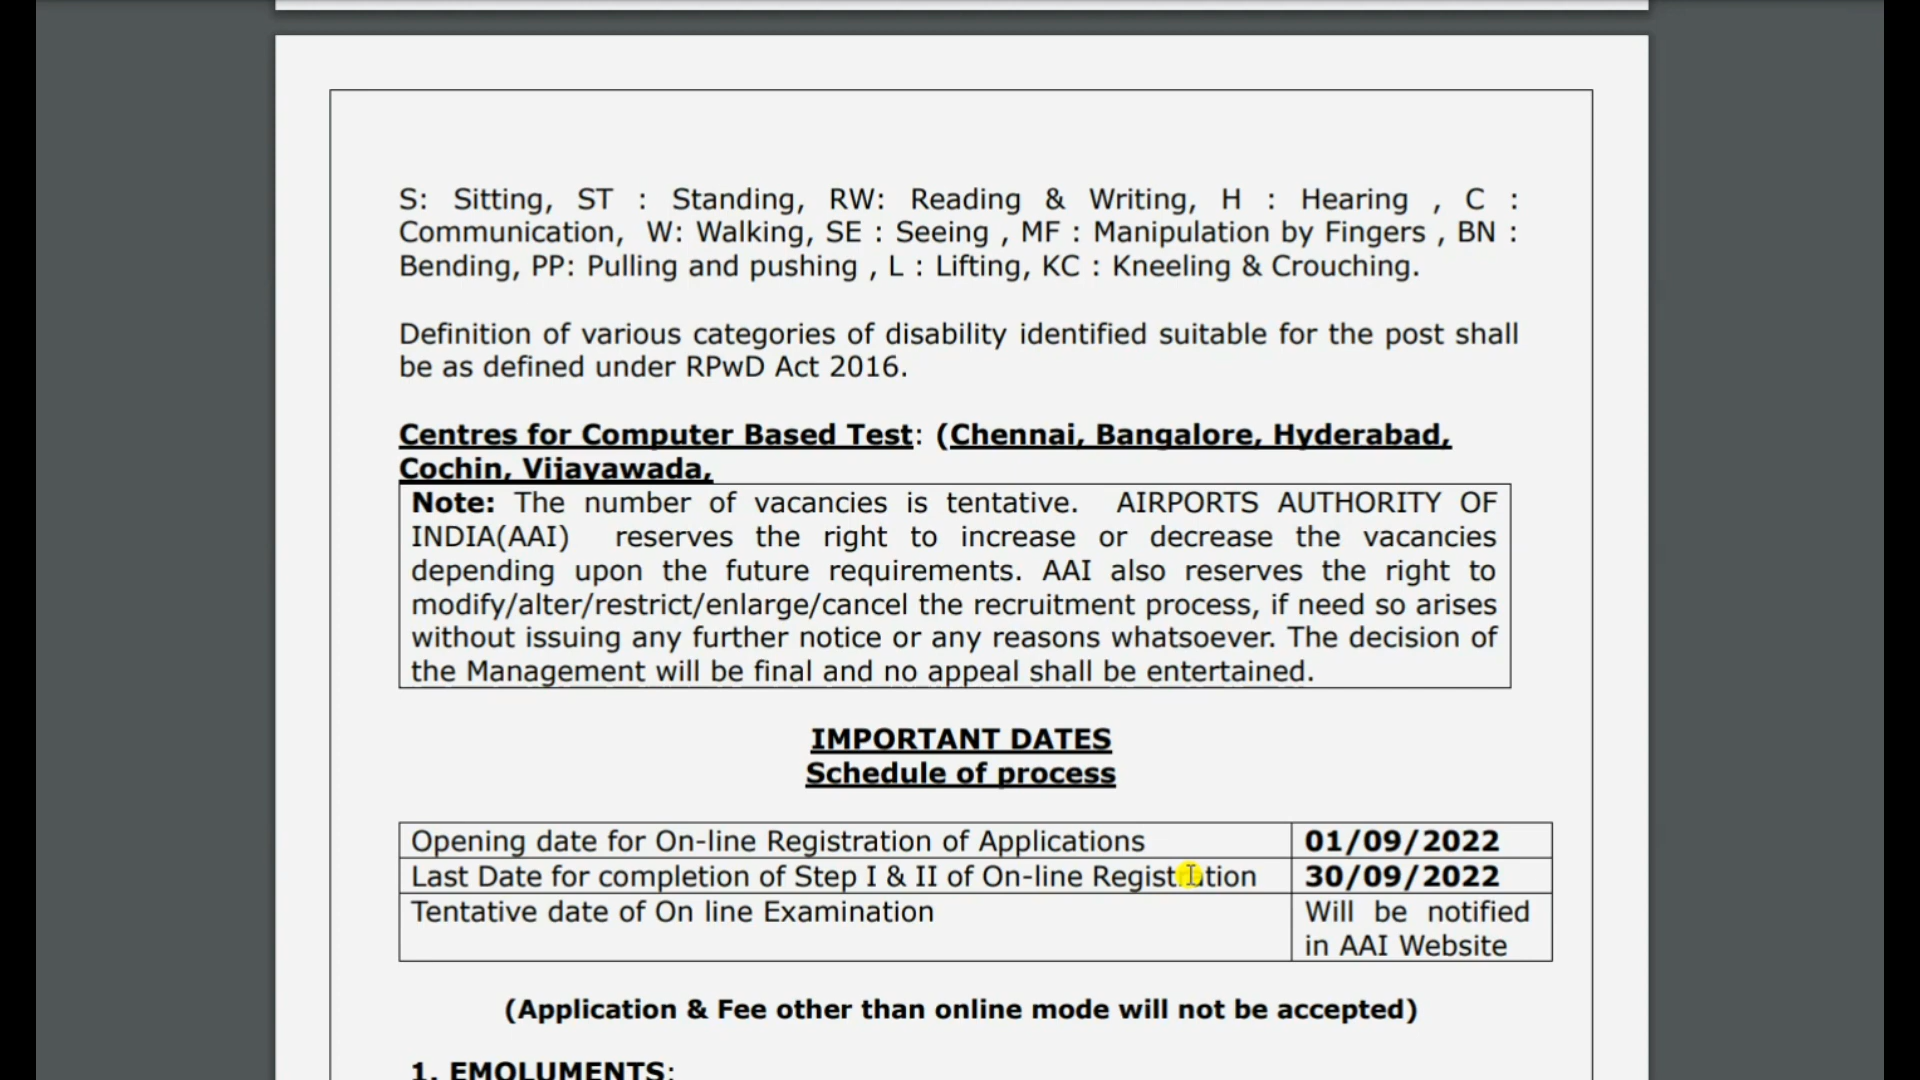 S: Sitting, ST : Standing, RW: Reading & Writing, H : Hearing , C :
Communication, W: Walking, SE : Seeing , MF : Manipulation by Fingers , BN :
Bending, PP: Pulling and pushing , L : Lifting, KC : Kneeling & Crouching.
Definition of various categories of disability identified suitable for the post shall
be as defined under RPwD Act 2016.
Centres for Computer Based Test: (Chennai, Bangalore, Hyderabad,
Cochin, Vijayawada,
Note: The number of vacancies is tentative. AIRPORTS AUTHORITY OF
INDIA(AAI) reserves the right to increase or decrease the vacancies
depending upon the future requirements. AAI also reserves the right to
modify/alter/restrict/enlarge/cancel the recruitment process, if need so arises
without issuing any further notice or any reasons whatsoever. The decision of
the Management will be final and no appeal shall be entertained.
IMPORTANT DATES
Schedule of process
Opening date for On-line Registration of Applications 01/09/2022
Last Date for completion of Step I & II of On-line Registration 30/09/2022
Tentative date of On line Examination Will be notified
in AAI Website
(Application & Fee other than online mode will not be accepted)
1. EMOLUMENTS: